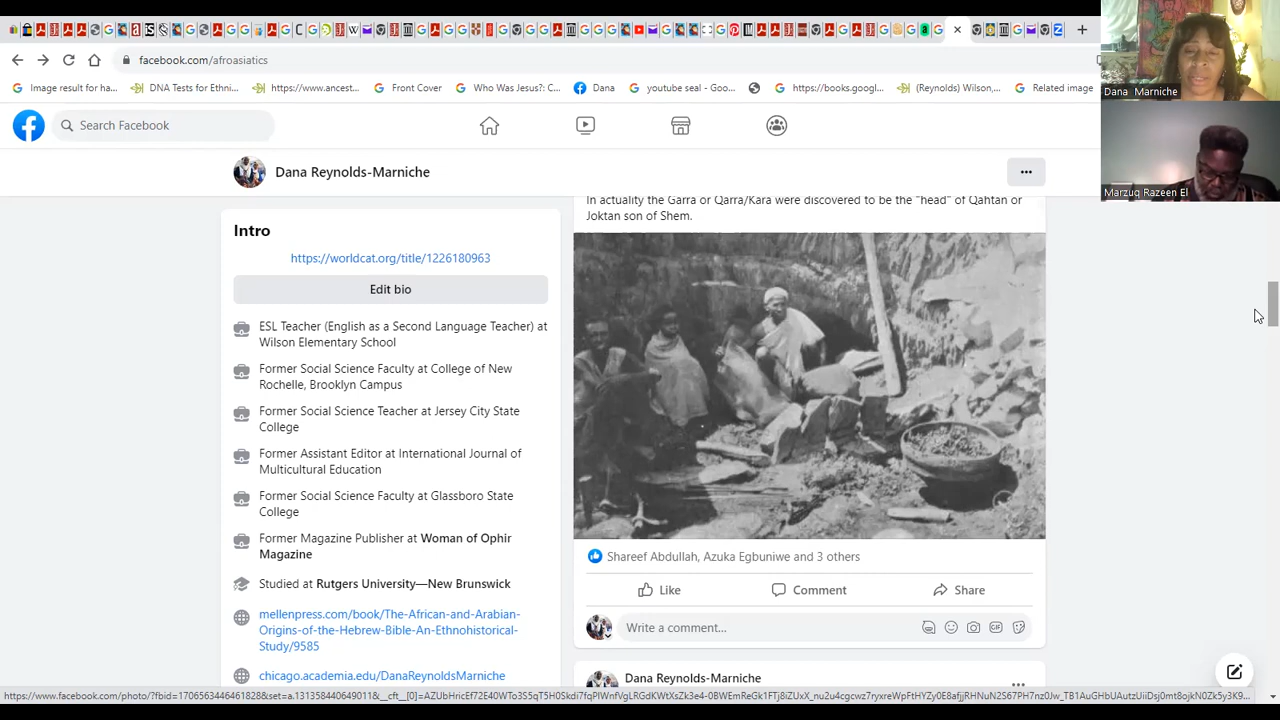 facebook.com/afroasiatics
Image result for ha...
DNA Tests for Ethni...
https://www.ancest...
Front Cover
Who Was Jesus?: C...
Dana
youtube seal - Goo...
https://books.googl...
(Reynolds) Wilson,...
Related image
Dana Marniche
Marzuq Razeen El
Search Facebook
Dana Reynolds-Marniche
In actuality the Garra or Qarra/Kara were discovered to be the "head" of Qahtan or
Joktan son of Shem.
Intro
https://worldcat.org/title/1226180963
Edit bio
ESL Teacher (English as a Second Language Teacher) at
Wilson Elementary School
Former Social Science Faculty at College of New
Rochelle, Brooklyn Campus
Former Social Science Teacher at Jersey City State
College
Former Assistant Editor at International Journal of
Multicultural Education
Former Social Science Faculty at Glassboro State
College
Former Magazine Publisher at Woman of Ophir
Magazine
Studied at Rutgers University—New Brunswick
mellenpress.com/book/The-African-and-Arabian-
Origins-of-the-Hebrew-Bible-An-Ethnohistorical-
Study/9585
chicago.academia.edu/DanaReynoldsMarniche
Shareef Abdullah, Azuka Egbuniwe and 3 others
Like
Comment
Share
Write a comment...
Dana Reynolds-Marniche